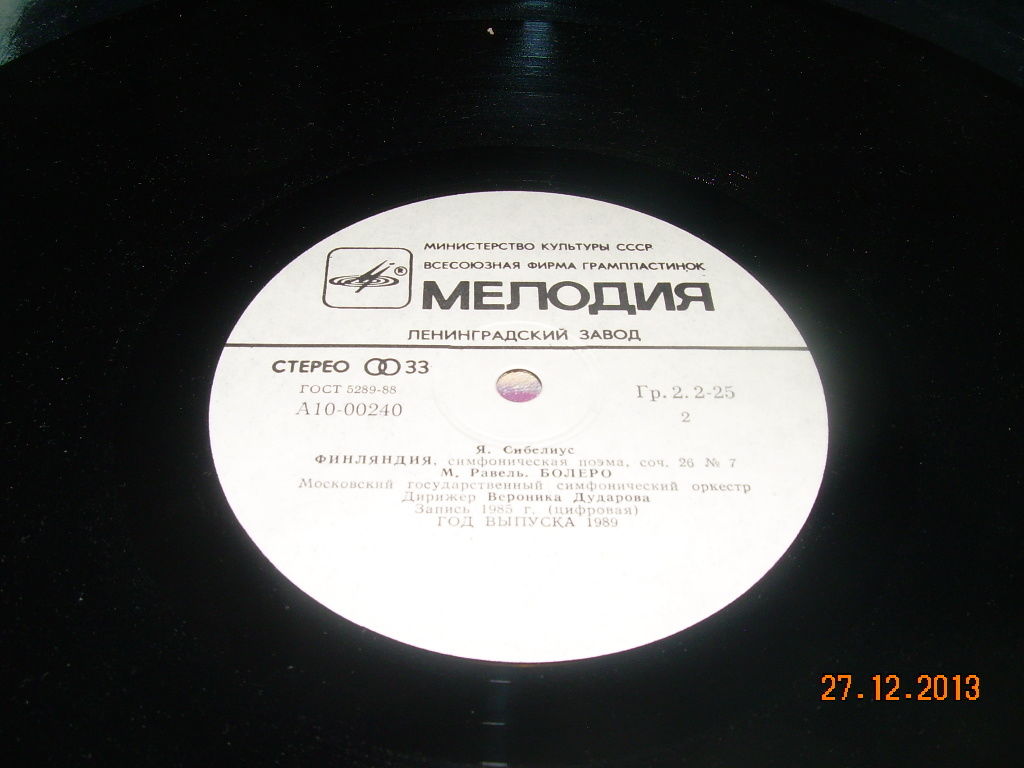 МИНИСТЕРСТВО КУЛЬТУРЫ СССР
ВСЕСОЮЗНАЯ ФИРМА ГРАМПЛАСТИНОК
®
МЕЛОДИЯ
ЛЕНИНГРАДСКИЙ ЗАВОД
СТЕРЕО 33
ГОСТ 5289-88
А10-00240
Гр. 2. 2-25
2
Я. Сибелиус
ФИНЛЯНДИЯ, симфоническая поэма, соч. 26 № 7
М. Равель. БОЛЕРО
Московский государственный симфонический оркестр
Дирижёр Вероника Дударова
Запись 1985 г. (цифровая)
ГОД ВЫПУСКА 1989
27.12.2013